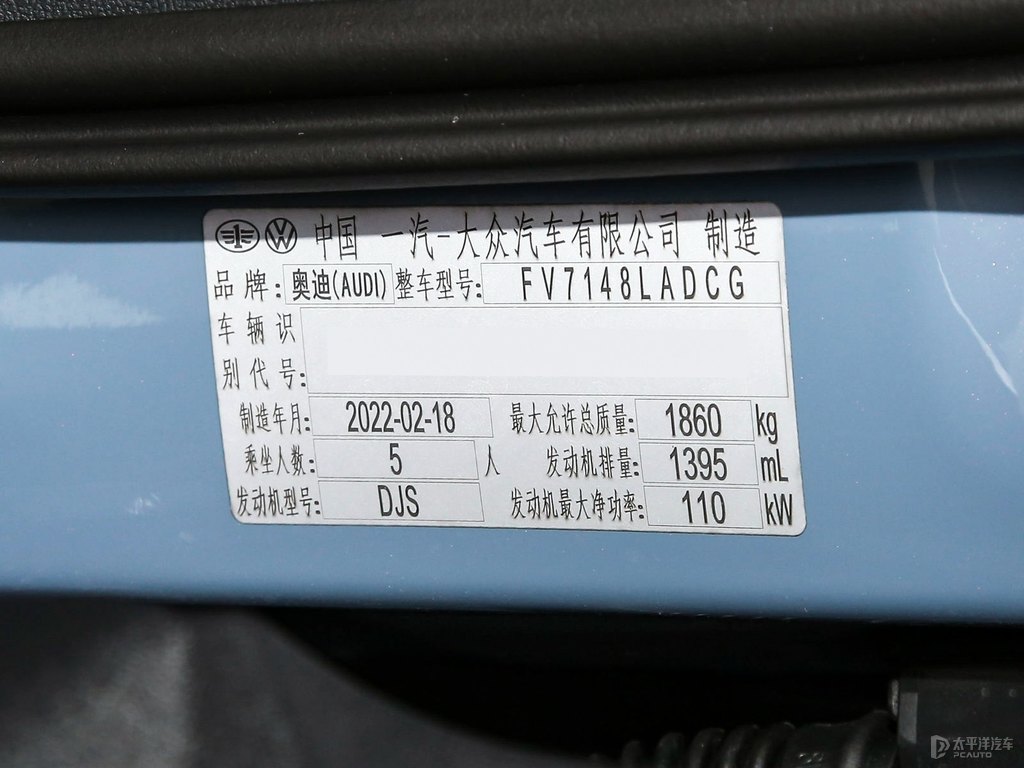 中国 一汽-大众汽车有限公司 制造
品牌: 奥迪(AUDI) 整车型号: FV7148LADCG
车辆识
别代号:
制造年月: 2022-02-18 最大允许总质量: 1860 kg
乘坐人数: 5 人 发动机排量: 1395 mL
发动机型号: DJS 发动机最大净功率: 110 kW
太平洋汽车
PCAUTO